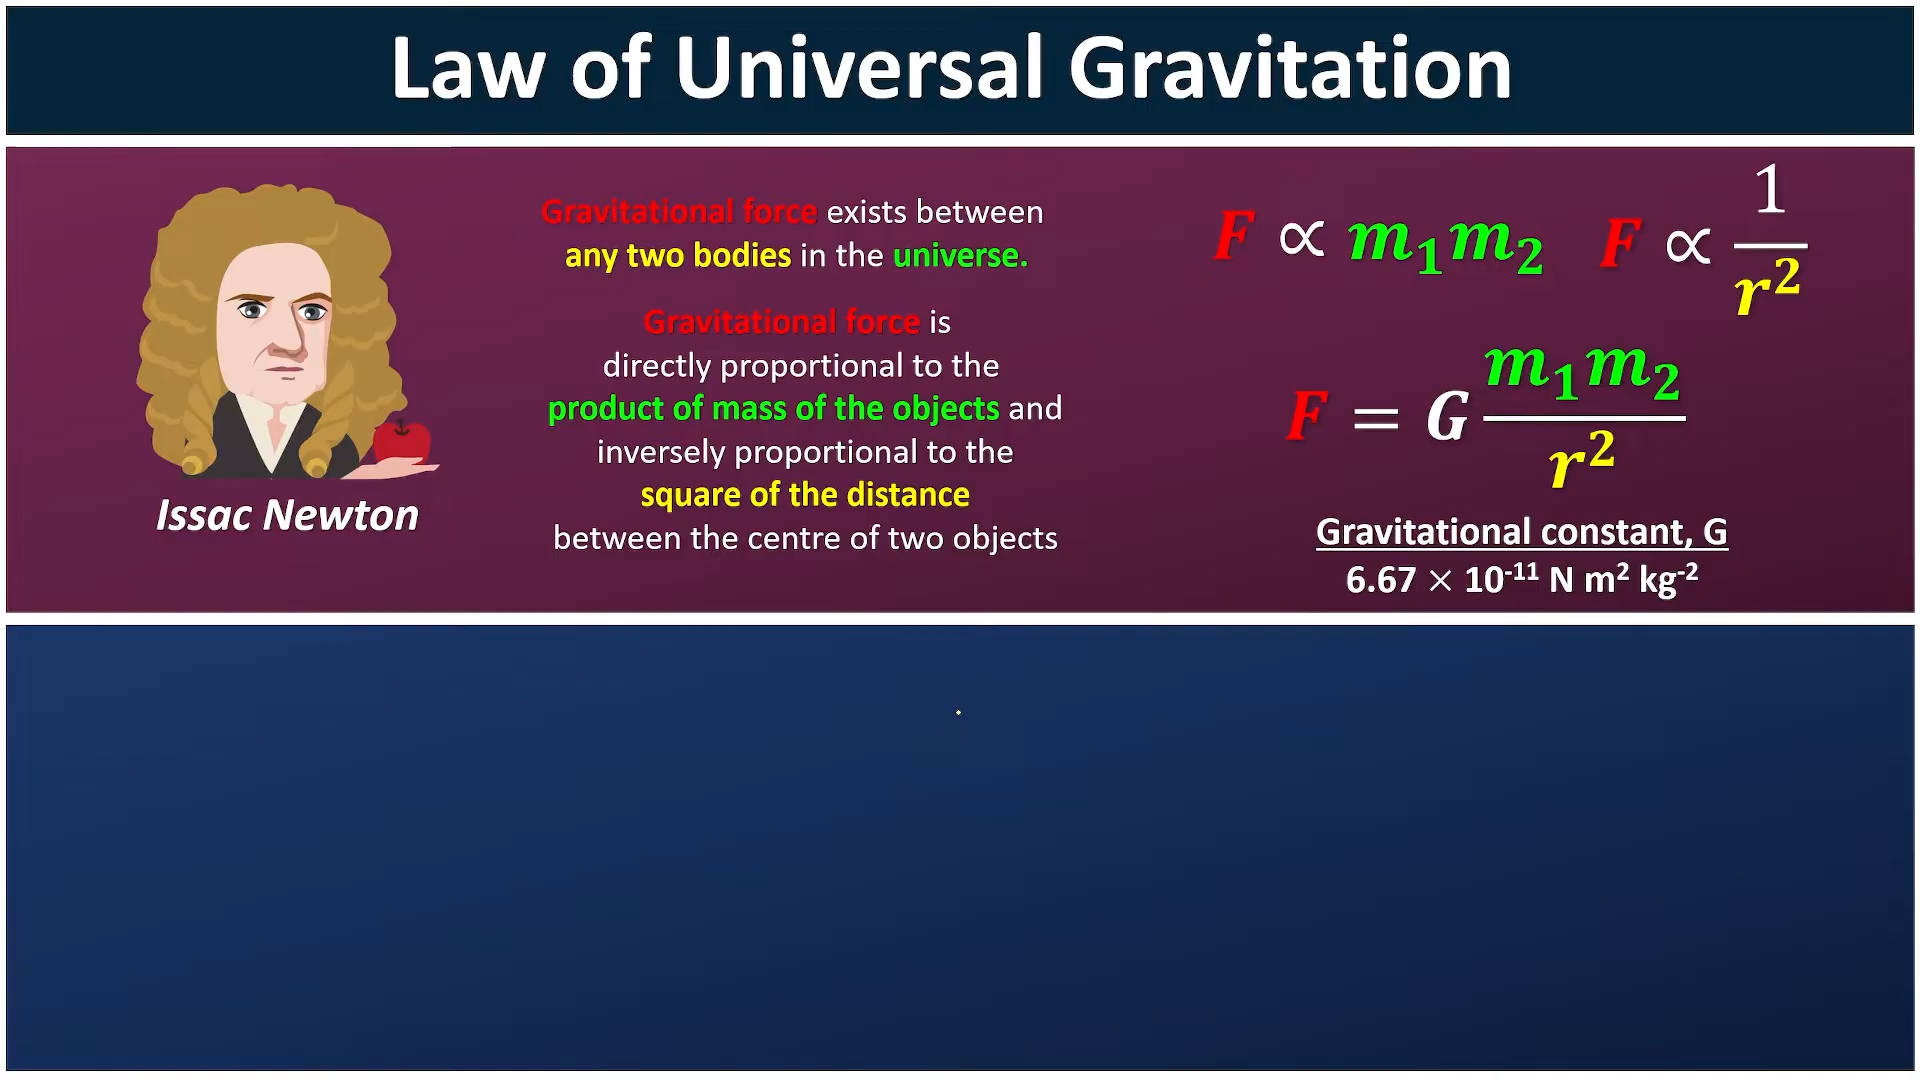 Law of Universal Gravitation
Gravitational force exists between
any two bodies in the universe.
Gravitational force is
directly proportional to the
product of mass of the objects and
inversely proportional to the
square of the distance
between the centre of two objects
Issac Newton
F ∝ m₁m₂
F ∝ 1/r²
F = G m₁m₂/r²
Gravitational constant, G
6.67 × 10⁻¹¹ N m² kg⁻²